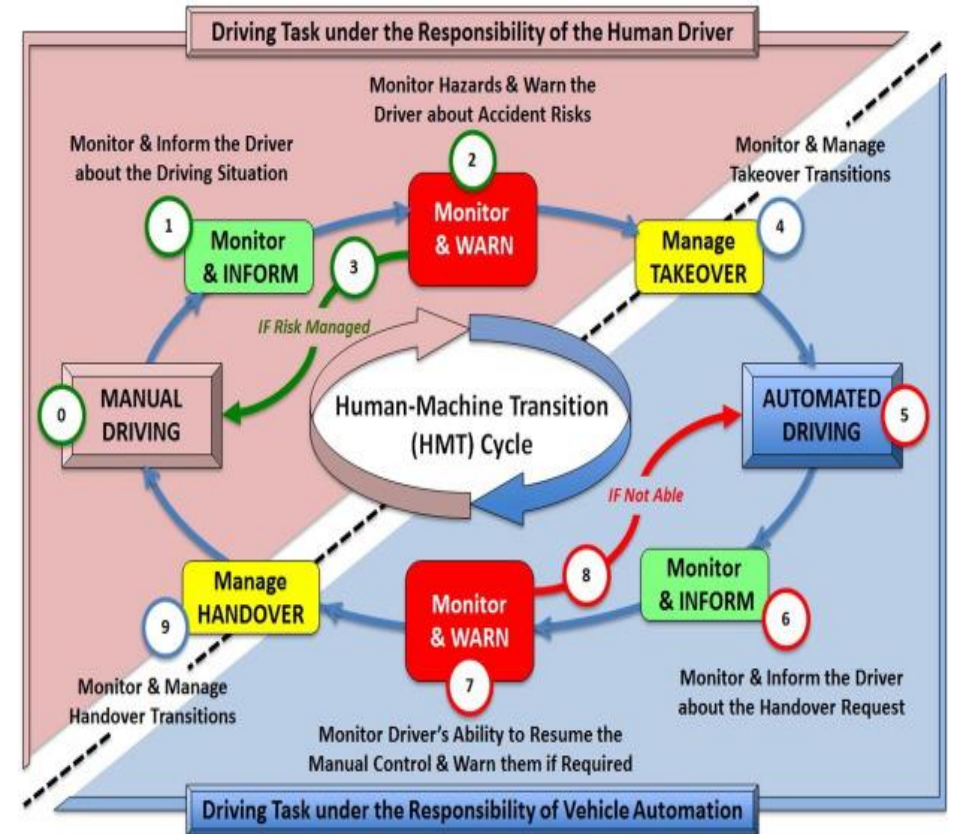 Driving Task under the Responsibility of the Human Driver
Monitor Hazards & Warn the
Driver about Accident Risks
Monitor & Inform the Driver
about the Driving Situation
Monitor & Manage
Takeover Transitions
2
1
4
Monitor
& WARN
Monitor
& INFORM
Manage
TAKEOVER
3
IF Risk Managed
0
MANUAL
DRIVING
Human-Machine Transition
(HMT) Cycle
AUTOMATED
DRIVING
5
IF Not Able
8
Monitor
& INFORM
6
Monitor
& WARN
7
Manage
HANDOVER
9
Monitor & Manage
Handover Transitions
Monitor & Inform the Driver
about the Handover Request
Monitor Driver's Ability to Resume the
Manual Control & Warn them if Required
Driving Task under the Responsibility of Vehicle Automation